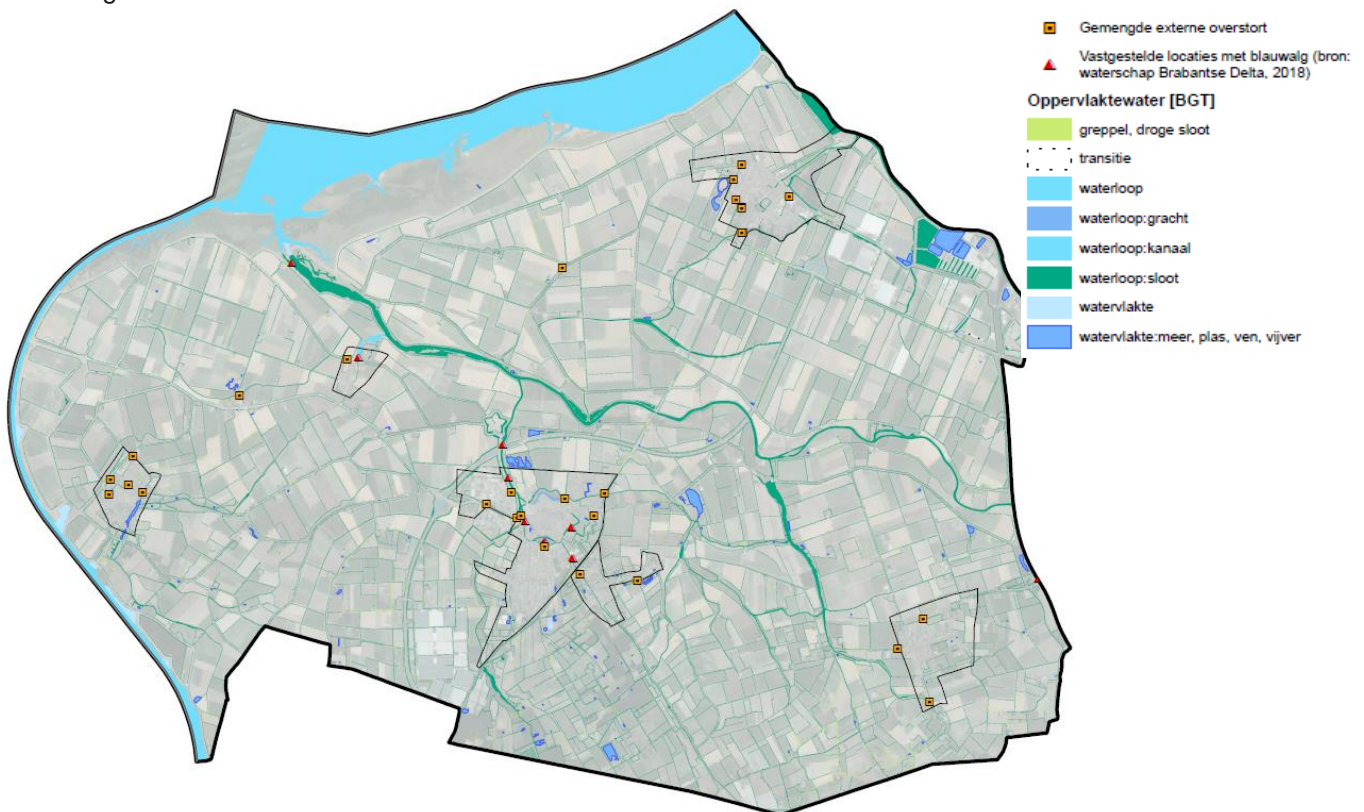 Gemengde externe overstort
Vastgestelde locaties met blauwalg (bron:
waterschap Brabantse Delta, 2018)
Oppervlaktewater [BGT]
greppel, droge sloot
transitie
waterloop
waterloop:gracht
waterloop:kanaal
waterloop:sloot
watervlakte
watervlakte:meer, plas, ven, vijver